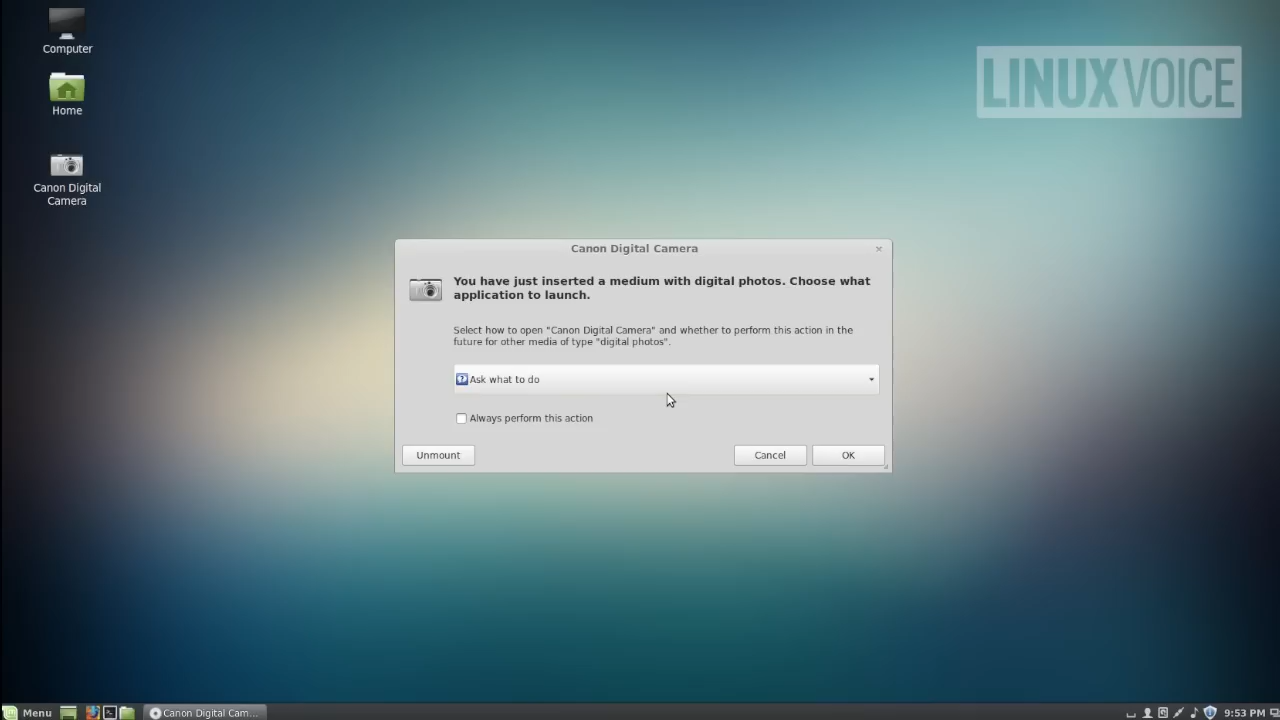 Computer
LINUXVOICE
Home
Canon Digital
Camera
Canon Digital Camera
You have just inserted a medium with digital photos. Choose what
application to launch.
Select how to open "Canon Digital Camera" and whether to perform this action in the
future for other media of type "digital photos".
Ask what to do
Always perform this action
Unmount
Cancel
OK
Menu
Canon Digital Cam...
9:53 PM